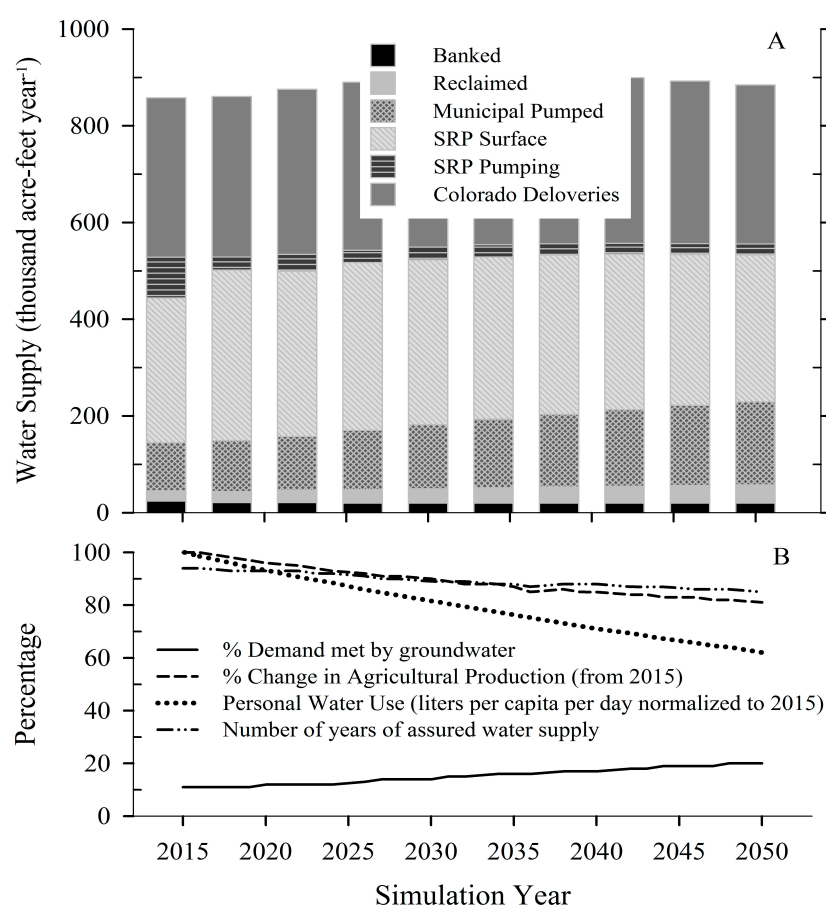 A
Water Supply (thousand acre-feet year-1)
1000
800
600
400
200
0
Banked
Reclaimed
Municipal Pumped
SRP Surface
SRP Pumping
Colorado Deloveries
B
Percentage
100
80
60
40
20
0
% Demand met by groundwater
% Change in Agricultural Production (from 2015)
Personal Water Use (liters per capita per day normalized to 2015)
Number of years of assured water supply
2015 2020 2025 2030 2035 2040 2045 2050
Simulation Year